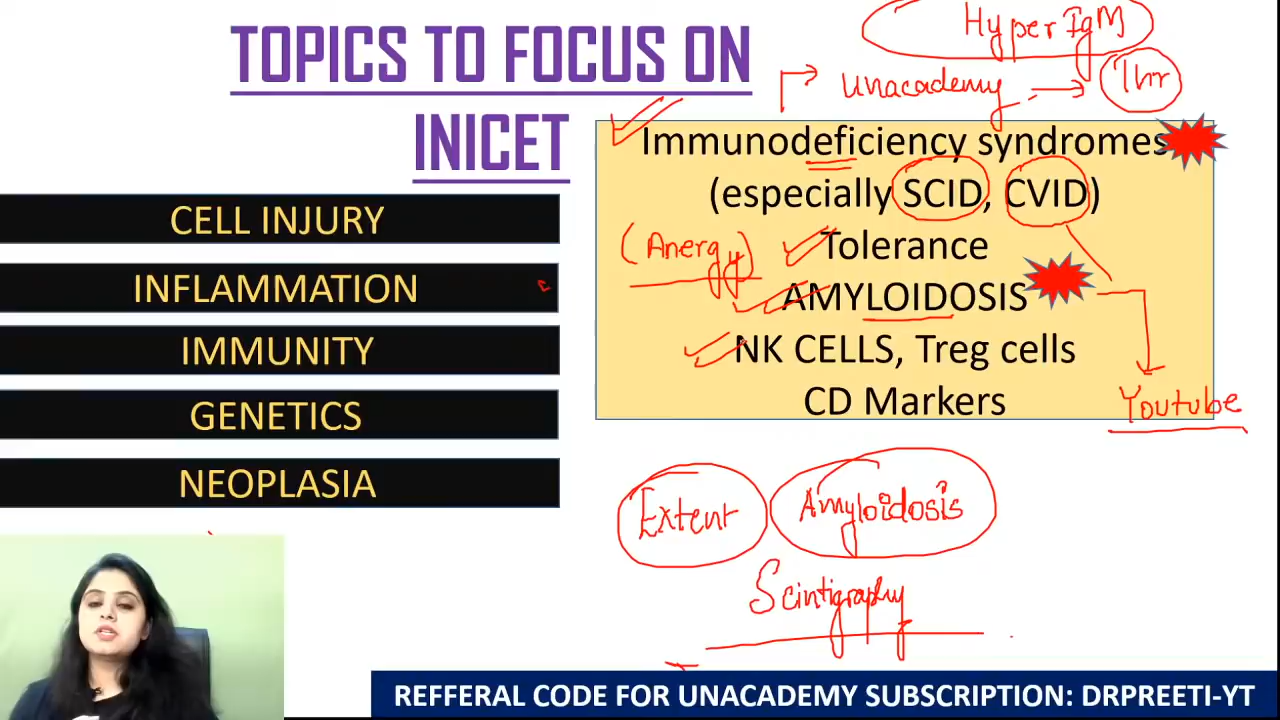 TOPICS TO FOCUS ON
INICET
CELL INJURY
INFLAMMATION
IMMUNITY
GENETICS
NEOPLASIA
Hyper IgM
Unacademy
1hr
Immunodeficiency syndromes
(especially SCID, CVID)
(Anergy)
Tolerance
AMYLOIDOSIS
NK CELLS, Treg cells
CD Markers
Youtube
Extent Amyloidosis
Scintigraphy
REFFERAL CODE FOR UNACADEMY SUBSCRIPTION: DRPREETI-YT